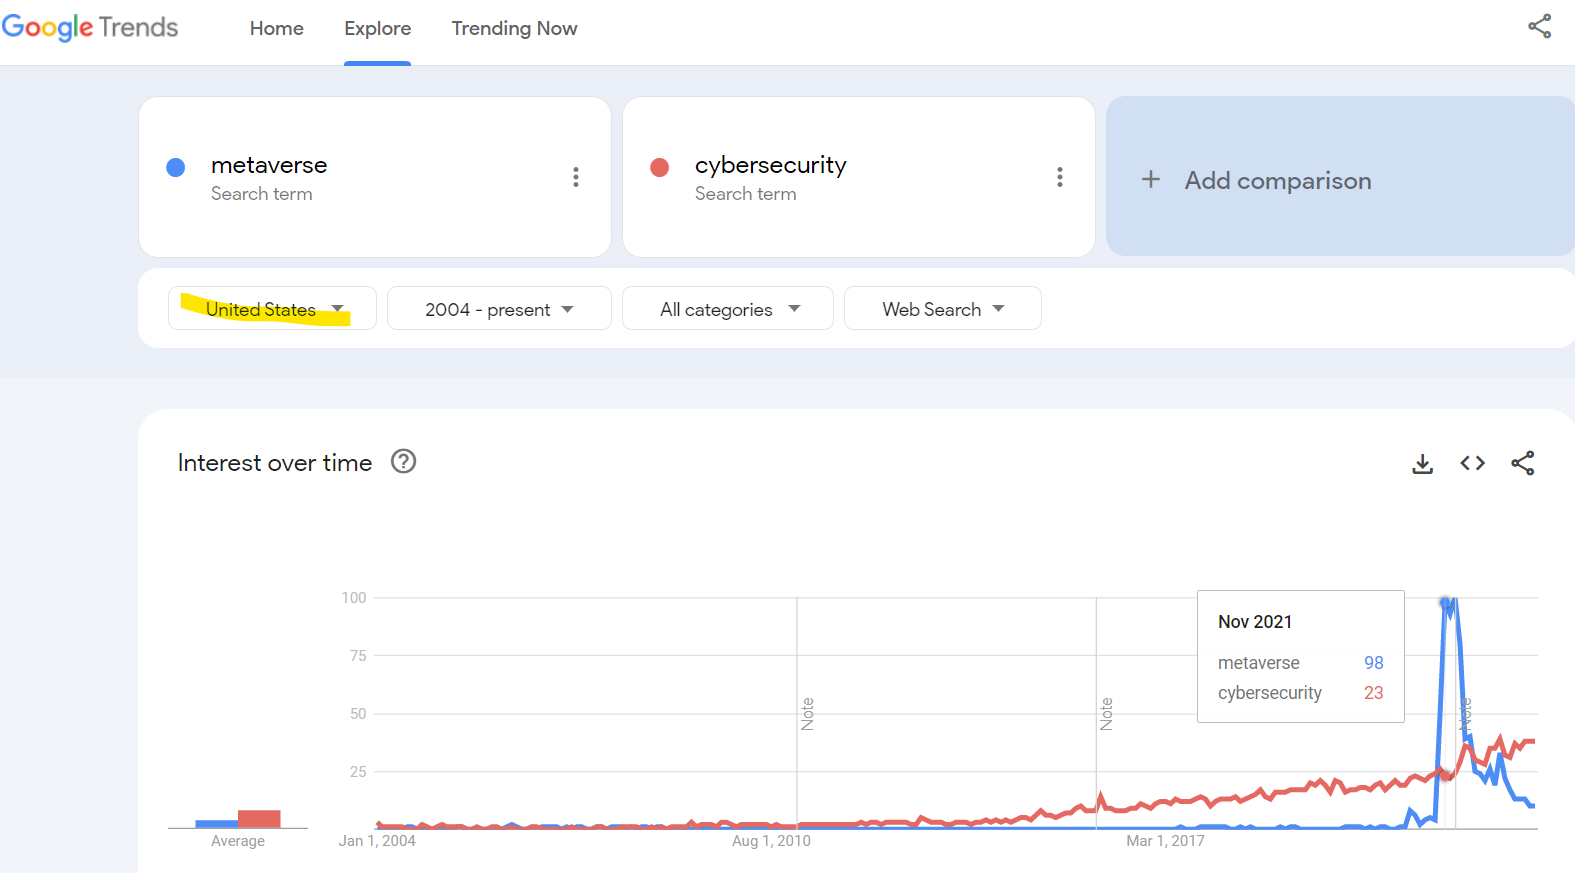 Google Trends Home Explore Trending Now
metaverse
Search term
cybersecurity
Search term
+ Add comparison
United States 2004 - present All categories Web Search
Interest over time ?
100
75
50
25
Note
Note
Note
Nov 2021
metaverse 98
cybersecurity 23
Average
Jan 1, 2004 Aug 1, 2010 Mar 1, 2017